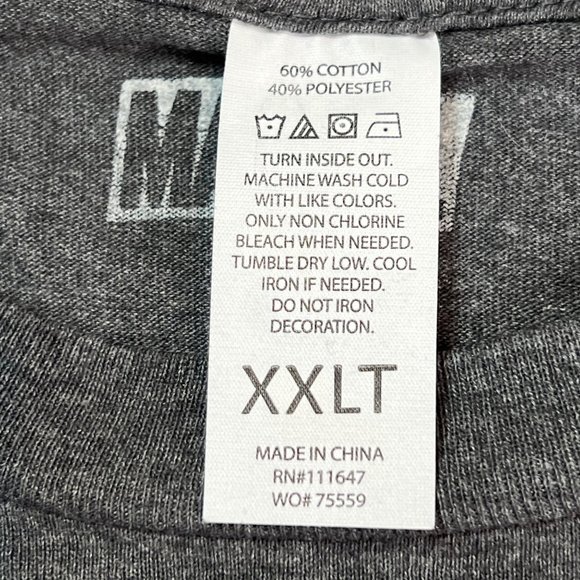 60% COTTON
40% POLYESTER
TURN INSIDE OUT.
MACHINE WASH COLD
WITH LIKE COLORS.
ONLY NON CHLORINE
BLEACH WHEN NEEDED.
TUMBLE DRY LOW. COOL
IRON IF NEEDED.
DO NOT IRON
DECORATION.
XXLT
MADE IN CHINA
RN#111647
WO# 75559